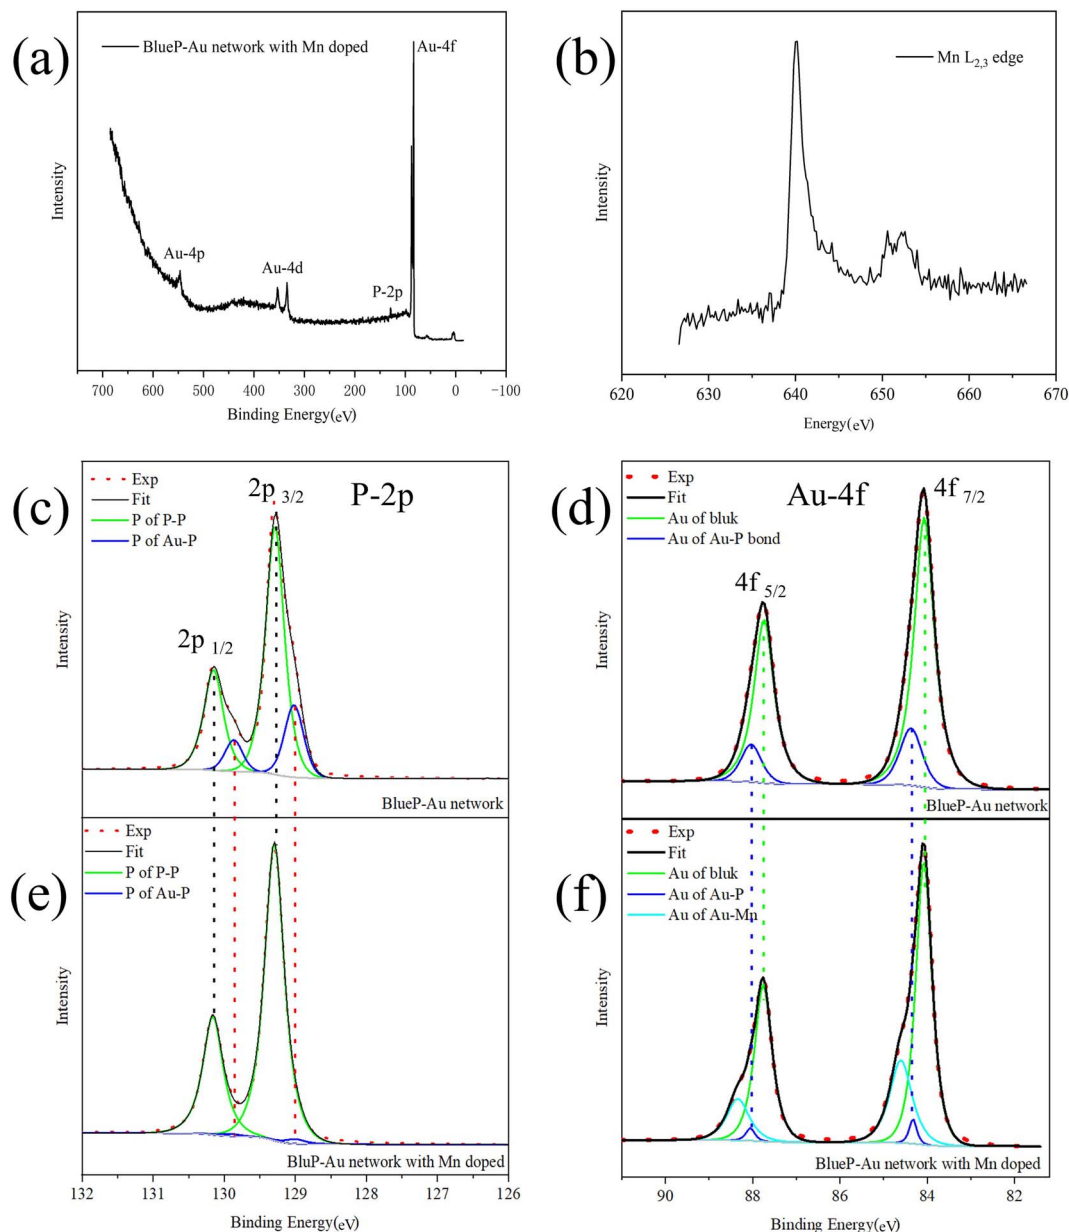 (a)
BlueP-Au network with Mn doped
Au-4f
Au-4p
Au-4d
P-2p
Intensity
700 600 500 400 300 200 100 0 -100
Binding Energy(eV)
(b)
Mn L2,3 edge
Intensity
620 630 640 650 660 670
Energy(eV)
(c)
Exp
Fit
P of P-P
P of Au-P
2p 3/2
P-2p
2p 1/2
Intensity
BlueP-Au network
(d)
Exp
Fit
Au of bluk
Au of Au-P bond
Au-4f
4f 7/2
4f 5/2
Intensity
BlueP-Au network
(e)
Exp
Fit
P of P-P
P of Au-P
Intensity
BluP-Au network with Mn doped
132 131 130 129 128 127 126
Binding Energy(eV)
(f)
Exp
Fit
Au of bluk
Au of Au-P
Au of Au-Mn
Intensity
BlueP-Au network with Mn doped
90 88 86 84 82
Binding Energy(eV)